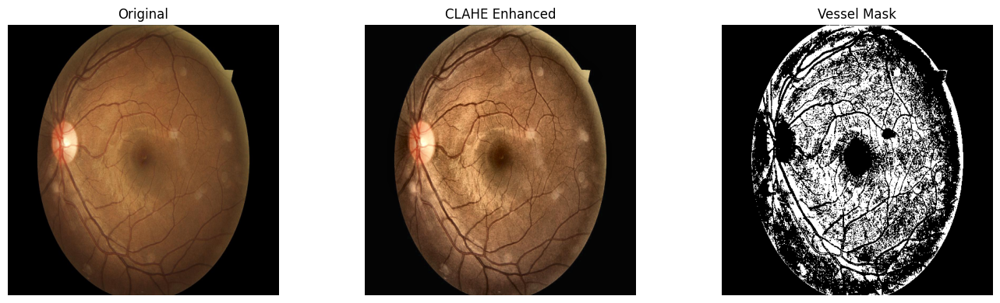 Original
CLAHE Enhanced
Vessel Mask